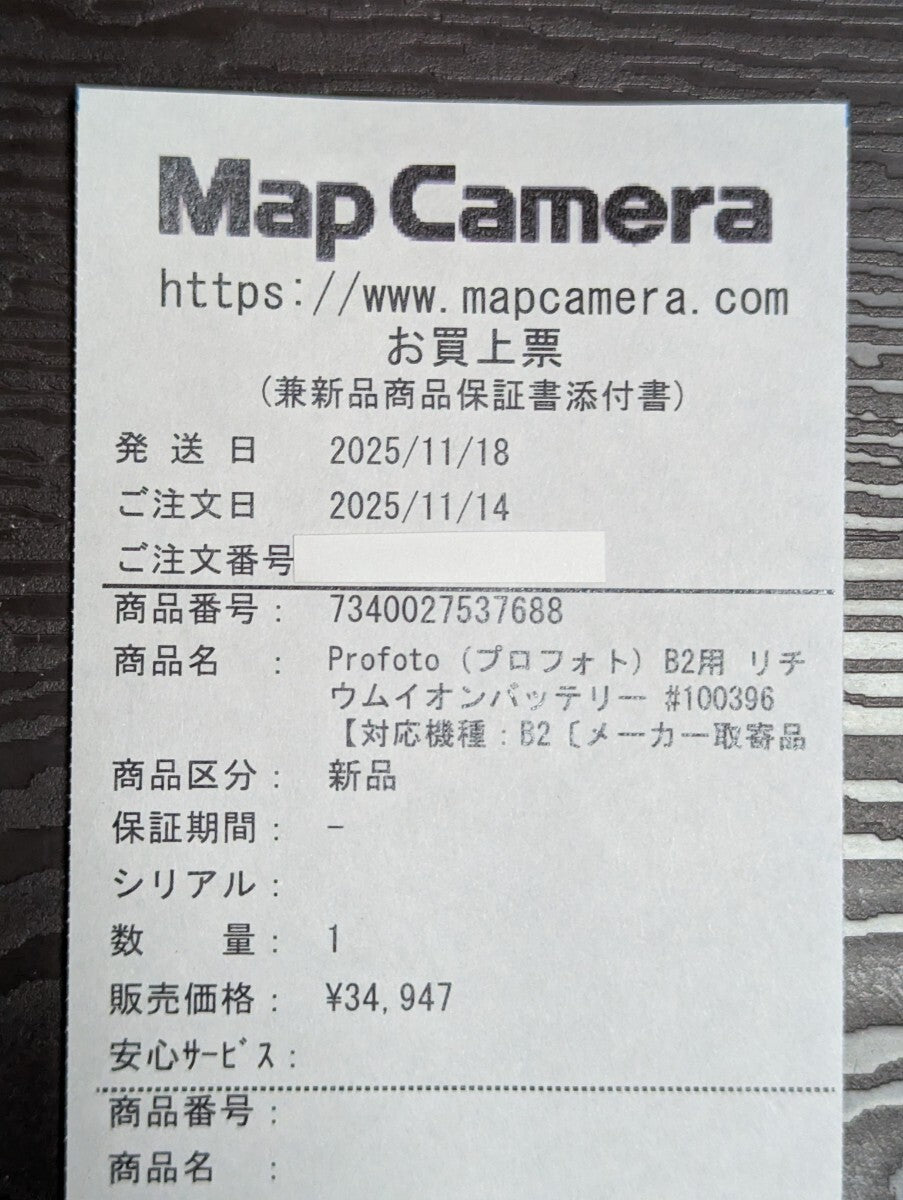 Map Camera
https://www.mapcamera.com
お買上票
(兼新品商品保証書添付書)
発 送 日 2025/11/18
ご注文日 2025/11/14
ご注文番号
商品番号: 7340027537688
商品名 : Profoto (プロフォト) B2用 リチ
ウムイオンバッテリー #100396
【対応機種:B2〔メーカー取寄品
商品区分: 新品
保証期間: -
シリアル:
数 量: 1
販売価格: ¥34,947
安心サービス:
商品番号:
商品名 :